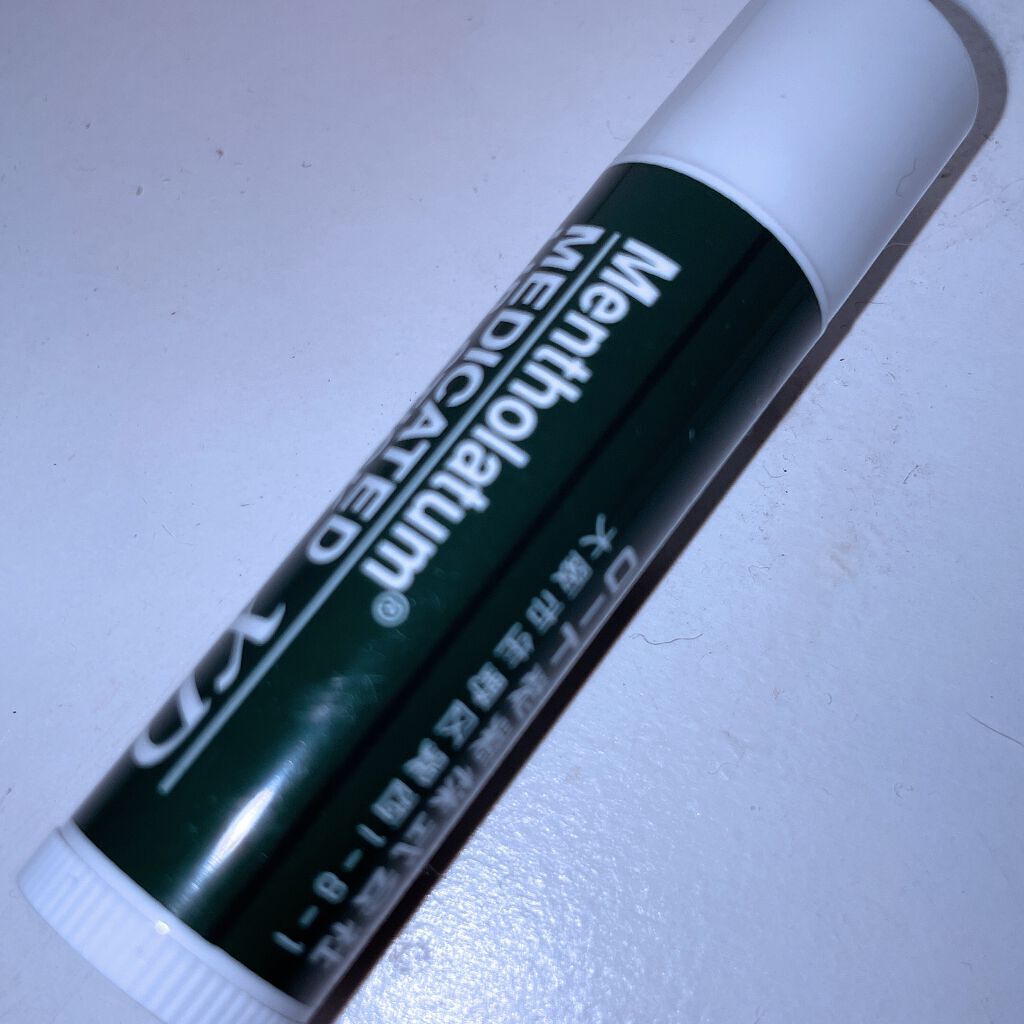 Mentholatum®
MEDICATED XD
ロート製薬株式会社
大阪市生野区巽西1-8-1